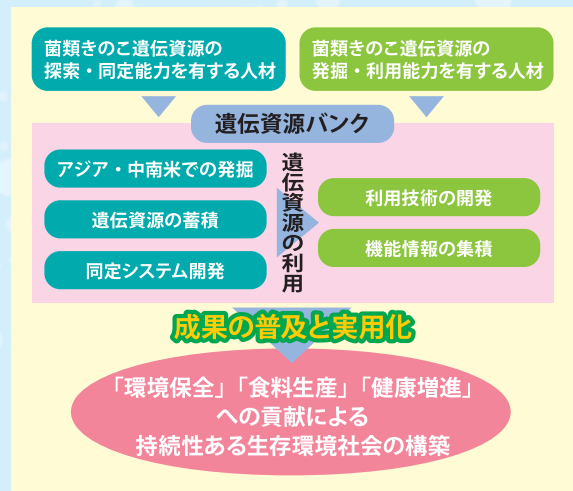 菌類きのこ遺伝資源の
探索・同定能力を有する人材
菌類きのこ遺伝資源の
発掘・利用能力を有する人材
遺伝資源バンク
アジア・中南米での発掘
遺伝資源の蓄積
同定システム開発
遺伝資源の利用
利用技術の開発
機能情報の集積
成果の普及と実用化
「環境保全」「食料生産」「健康増進」
への貢献による
持続性ある生存環境社会の構築